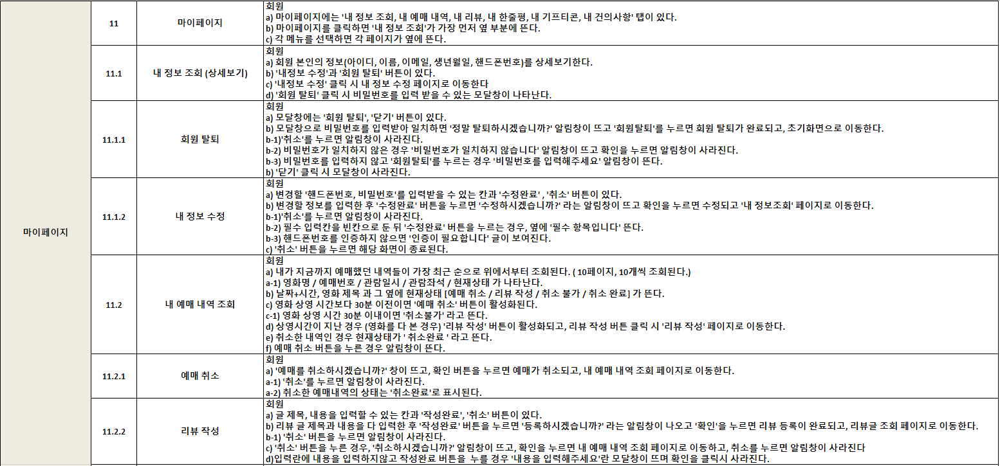 마이페이지
11
마이페이지
회원
a) 마이페이지에는 '내 정보 조회, 내 예매 내역, 내 리뷰, 내 한줄평, 내 기프티콘, 내 건의사항' 탭이 있다.
b) 마이페이지를 클릭하면 '내 정보 조회'가 가장 먼저 옆 부분에 뜬다.
c) 각 메뉴를 선택하면 각 페이지가 옆에 뜬다.
11.1
내 정보 조회 (상세보기)
회원
a) 회원 본인의 정보(아이디, 이름, 이메일, 생년월일, 핸드폰번호)를 상세보기한다.
b) '내정보 수정'과 '회원 탈퇴' 버튼이 있다.
c) '내정보 수정' 클릭 시 내 정보 수정 페이지로 이동한다
d) '회원 탈퇴' 클릭 시 비밀번호를 입력 받을 수 있는 모달창이 나타난다.
11.1.1
회원 탈퇴
회원
a) 모달창에는 '회원 탈퇴', '닫기' 버튼이 있다.
b) 모달창으로 비밀번호를 입력받아 일치하면 '정말 탈퇴하시겠습니까?' 알림창이 뜨고 '회원탈퇴'를 누르면 회원 탈퇴가 완료되고, 초기화면으로 이동한다.
b-1)'취소'를 누르면 알림창이 사라진다.
b-2) 비밀번호가 일치하지 않은 경우 '비밀번호가 일치하지 않습니다' 알림창이 뜨고 확인을 누르면 알림창이 사라진다.
b-3) 비밀번호를 입력하지 않고 '회원탈퇴'를 누르는 경우 '비밀번호를 입력해주세요' 알림창이 뜬다.
b) '닫기' 클릭 시 모달창이 사라진다.
11.1.2
내 정보 수정
회원
a) 변경할 '핸드폰번호, 비밀번호'를 입력받을 수 있는 칸과 '수정완료' , '취소' 버튼이 있다.
b) 변경할 정보를 입력한 후 '수정완료' 버튼을 누르면 '수정하시겠습니까?' 라는 알림창이 뜨고 확인을 누르면 수정되고 '내 정보조회' 페이지로 이동한다.
b-1)'취소'를 누르면 알림창이 사라진다.
b-2) 필수 입력칸을 빈칸으로 둔 뒤 '수정완료' 버튼을 누르는 경우, 옆에 '필수 항목입니다' 뜬다.
b-3) 핸드폰번호를 인증하지 않으면 '인증이 필요합니다' 글이 보여진다.
c) '취소' 버튼을 누르면 해당 화면이 종료된다.
11.2
내 예매 내역 조회
회원
a) 내가 지금까지 예매했던 내역들이 가장 최근 순으로 위에서부터 조회된다. ( 10페이지, 10개씩 조회된다.)
a-1) 영화명 / 예매번호 / 관람일시 / 관람좌석 / 현재상태 가 나타난다.
b) 날짜+시간, 영화 제목 과 그 옆에 현재상태 [예매 취소 / 리뷰 작성 / 취소 불가 / 취소 완료] 가 뜬다.
c) 영화 상영 시간보다 30분 이전이면 '예매 취소' 버튼이 활성화된다.
c-1) 영화 상영 시간 30분 이내이면 '취소불가' 라고 뜬다.
d) 상영시간이 지난 경우 (영화를 다 본 경우) '리뷰 작성' 버튼이 활성화되고, 리뷰 작성 버튼 클릭 시 '리뷰 작성' 페이지로 이동한다.
e) 취소한 내역인 경우 현재상태가 ' 취소완료 ' 라고 뜬다.
f) 예매 취소 버튼을 누른 경우 알림창이 뜬다.
11.2.1
예매 취소
회원
a) '예매를 취소하시겠습니까?' 창이 뜨고, 확인 버튼을 누르면 예매가 취소되고, 내 예매 내역 조회 페이지로 이동한다.
a-1) '취소'를 누르면 알림창이 사라진다.
a-2) 취소한 예매내역의 상태는 '취소완료'로 표시된다.
11.2.2
리뷰 작성
회원
a) 글 제목, 내용을 입력할 수 있는 칸과 '작성완료', '취소' 버튼이 있다.
b) 리뷰 글 제목과 내용을 다 입력한 후 '작성완료' 버튼을 누르면 '등록하시겠습니까?' 라는 알림창이 나오고 '확인'을 누르면 리뷰 등록이 완료되고, 리뷰글 조회 페이지로 이동한다.
b-1) '취소' 버튼을 누르면 알림창이 사라진다.
c) '취소' 버튼을 누른 경우, '취소하시겠습니까?' 알림창이 뜨고, 확인을 누르면 내 예매 내역 조회 페이지로 이동하고, 취소를 누르면 알림창이 사라진다
d)입력란에 내용을 입력하지않고 작성완료 버튼을  누를 경우 '내용을 입력해주세요'란 모달창이 뜨며 확인을 클릭시 사라진다.